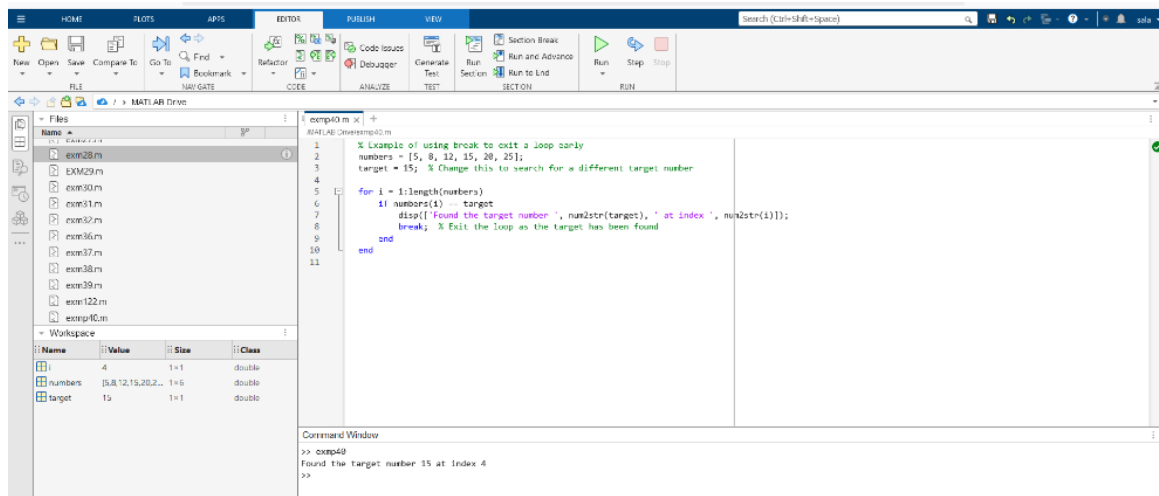 HOME PLOTS APPS EDITOR PUBLISH VIEW Search (Ctrl+Shift+Space) sala
New Open Save Compare To Go To Find Bookmark Refactor Code Issues Debugger Generate Test Run Section Section Break Run and Advance Run to End Run Step Stop
FILE NAVIGATE CODE ANALYZE TEST SECTION RUN
/ > MATLAB Drive
Files
Name
exm28.m
EXM29.m
exm30.m
exm31.m
exm32.m
exm36.m
exm37.m
exm38.m
exm39.m
exm122.m
exmp40.m
Workspace
Name Value Size Class
i 4 1×1 double
numbers [5,8,12,15,20,2... 1×6 double
target 15 1×1 double
exmp40.m × +
/MATLAB Drive/exmp40.m
1 % Example of using break to exit a loop early
2 numbers = [5, 8, 12, 15, 20, 25];
3 target = 15; % Change this to search for a different target number
4
5 for i = 1:length(numbers)
6 if numbers(i) == target
7 disp(['Found the target number ', num2str(target), ' at index ', num2str(i)]);
8 break; % Exit the loop as the target has been found
9 end
10 end
11
Command Window
>> exmp40
Found the target number 15 at index 4
>>